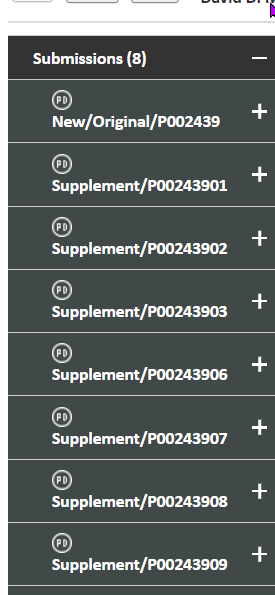 Submissions (8)
PD
New/Original/P002439
PD
Supplement/P00243901
PD
Supplement/P00243902
PD
Supplement/P00243903
PD
Supplement/P00243906
PD
Supplement/P00243907
PD
Supplement/P00243908
PD
Supplement/P00243909